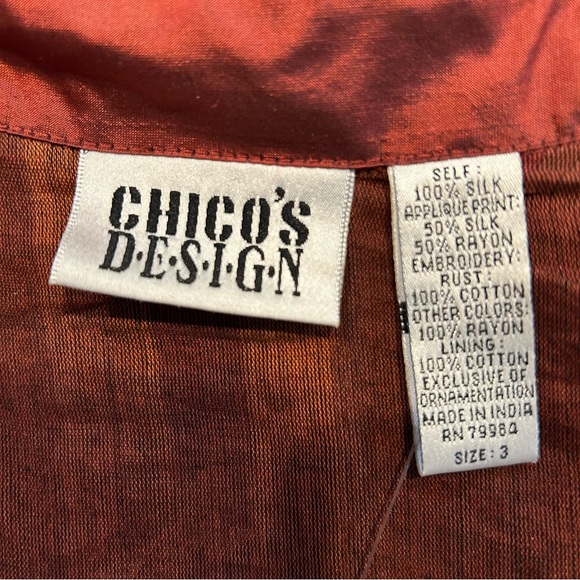 CHICO'S
D·E·S·I·G·N
SELF:
100% SILK
APPLIQUE PRINT:
50% SILK
50% RAYON
EMBROIDERY:
RUST:
100% COTTON
OTHER COLORS:
100% RAYON
LINING:
100% COTTON
EXCLUSIVE OF
ORNAMENTATION
MADE IN INDIA
RN 79984
SIZE: 3